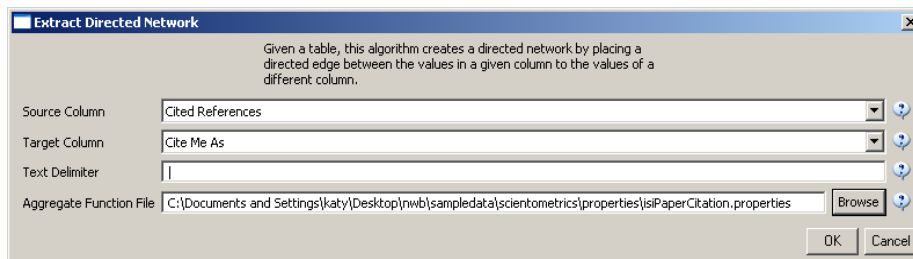 Extract Directed Network
Given a table, this algorithm creates a directed network by placing a
directed edge between the values in a given column to the values of a
different column.
Source Column Cited References
Target Column Cite Me As
Text Delimiter |
Aggregate Function File C:\Documents and Settings\katy\Desktop\nwb\sampledata\scientometrics\properties\isiPaperCitation.properties Browse
OK Cancel